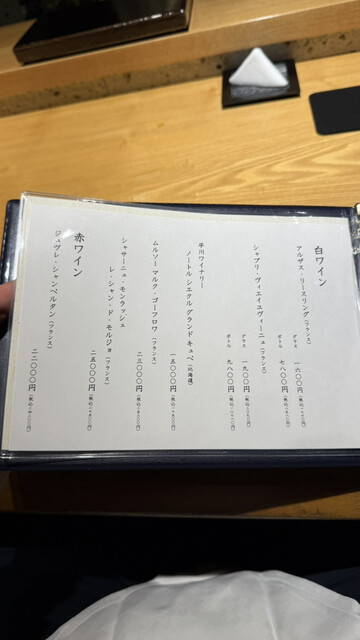 白ワイン
アルザス・リースリング（フランス）
グラス 一六〇〇円
ボトル 七八〇〇円
シャブリ・ヴィエイユヴィーニュ（フランス）
グラス 一九〇〇円
ボトル 九八〇〇円
平川ワイナリー
ノートル シエクル グランド キュベ（北海道）
一五〇〇〇円
ムルソー マルク・ゴーフロワ（フランス）
二三〇〇〇円
シャサーニュ・モンラッシェ
レ・シャン・ド・モルジョ（フランス）
二五〇〇〇円
赤ワイン
ジュヴレ・シャンベルタン（フランス）
二二〇〇〇円